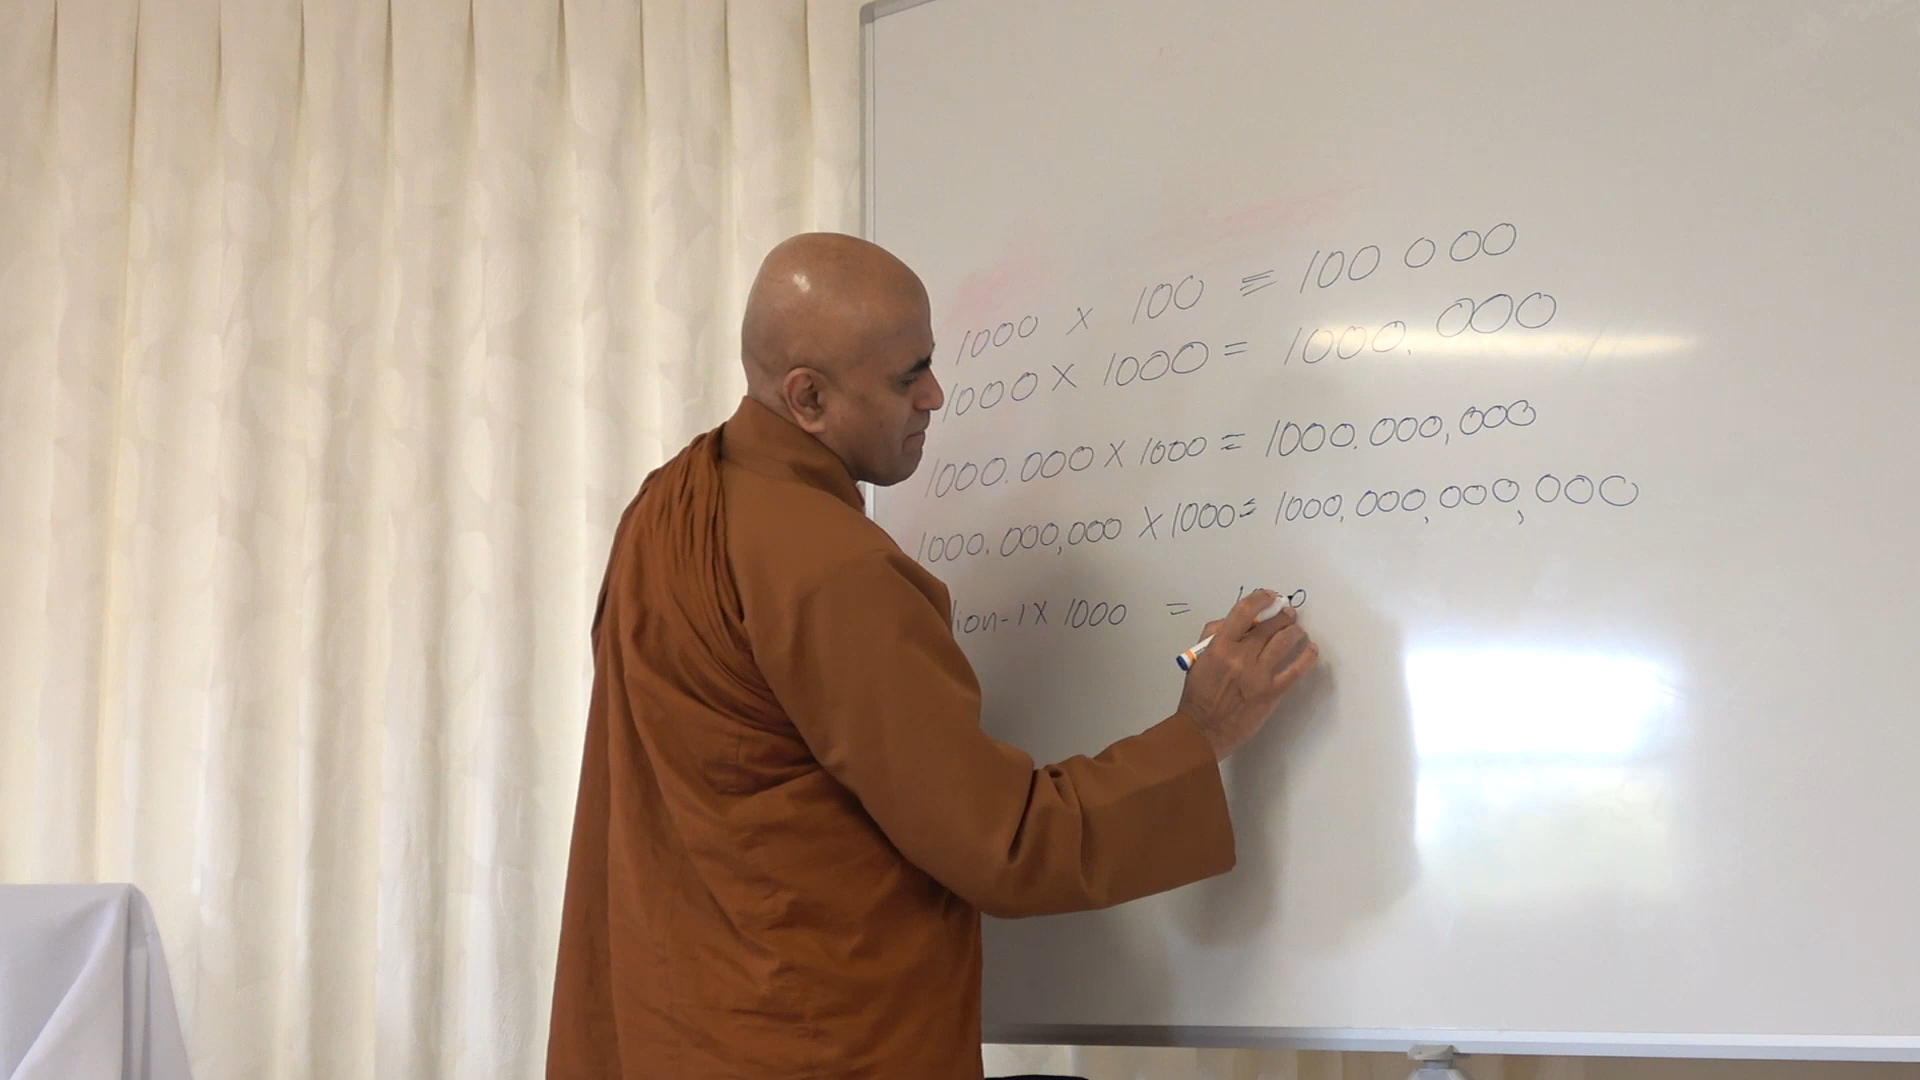 1000 x 100 = 100 000
1000 x 1000 = 1000,000
1000.000 x 1000 = 1000.000,000
1000.000,000 x 1000 = 1000,000,000,000
lion-1 x 1000 =